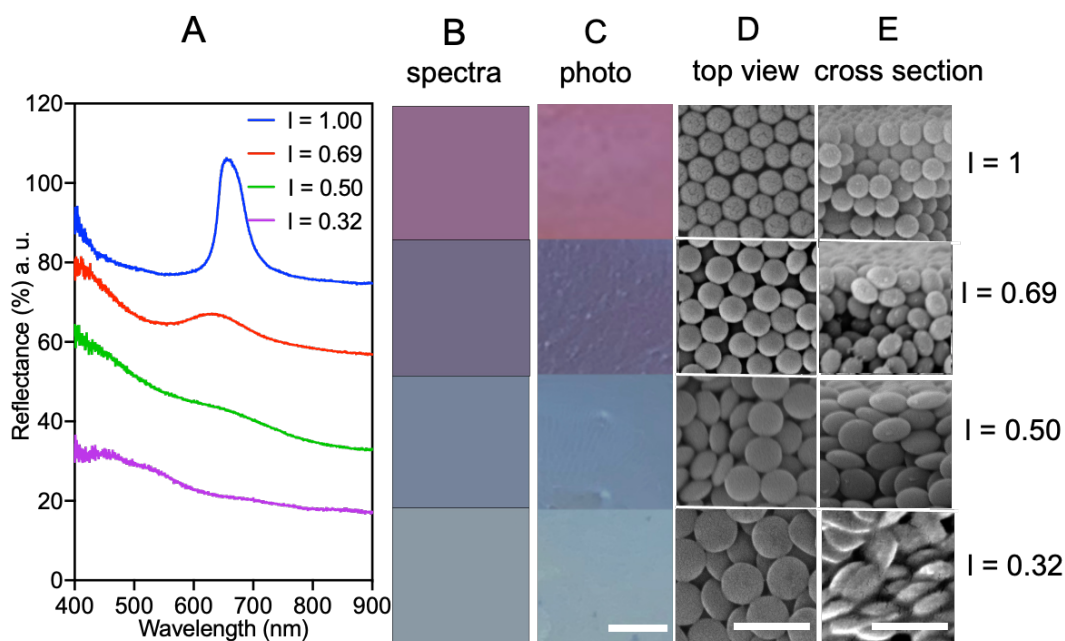 A
B
C
D
E
spectra
photo
top view
cross section
120
100
80
60
40
20
0
Reflectance (%) a. u.
I = 1.00
I = 0.69
I = 0.50
I = 0.32
400
500
600
700
800
900
Wavelength (nm)
I = 1
I = 0.69
I = 0.50
I = 0.32